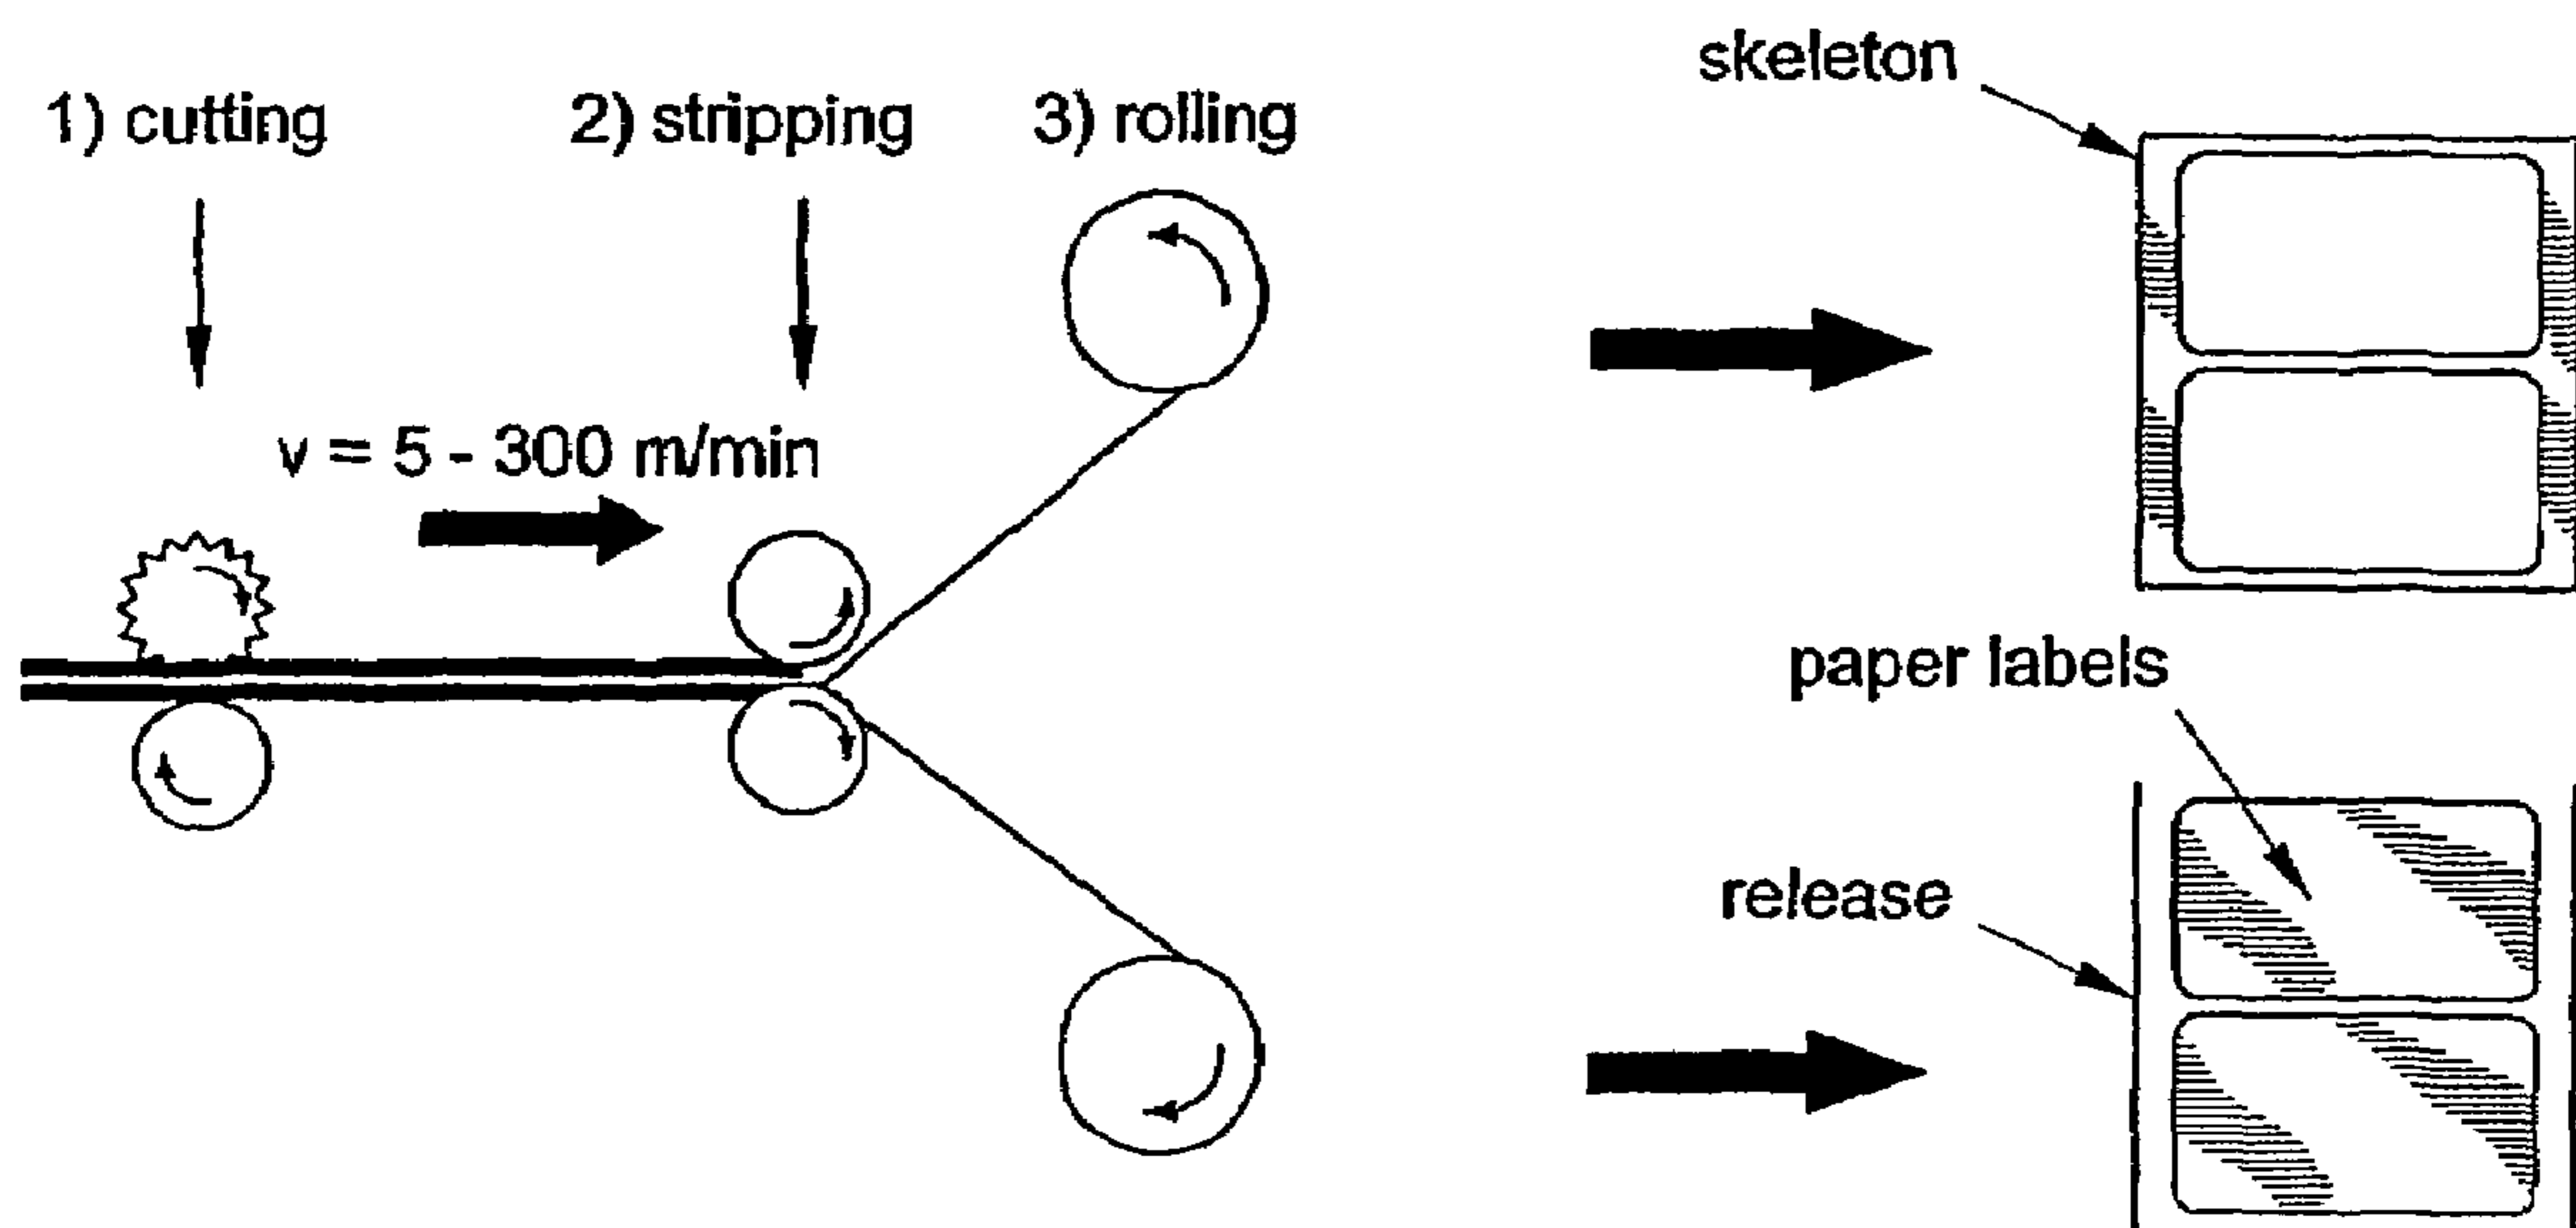 skeleton
1) cutting
2) stripping
3) rolling
v = 5 - 300 m/min
paper labels
release